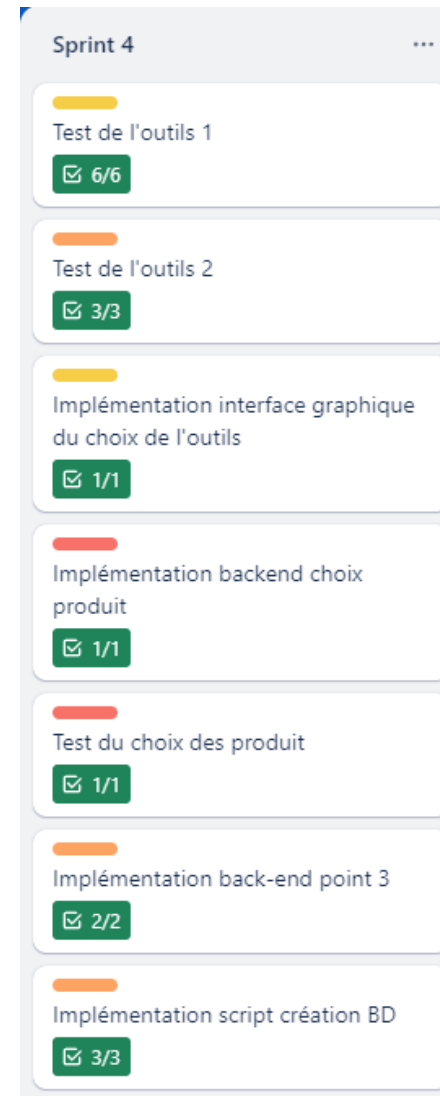 Sprint 4
Test de l'outils 1
6/6
Test de l'outils 2
3/3
Implémentation interface graphique
du choix de l'outils
1/1
Implémentation backend choix
produit
1/1
Test du choix des produit
1/1
Implémentation back-end point 3
2/2
Implémentation script création BD
3/3